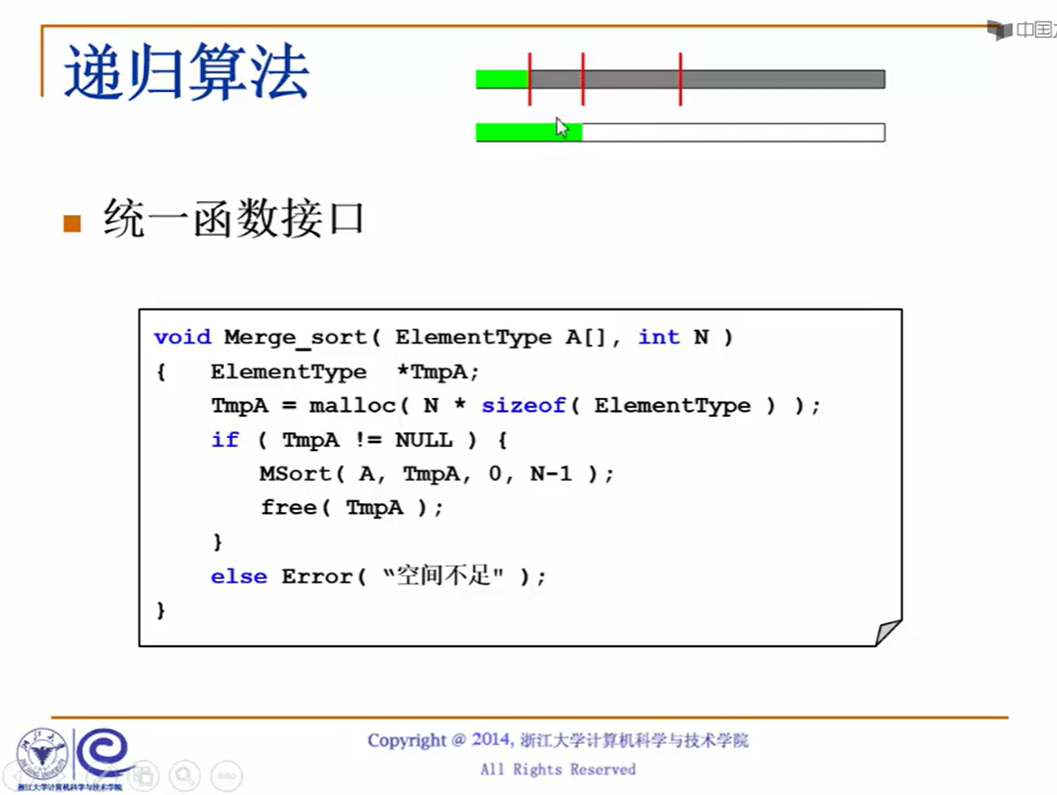 中国
递归算法
统一函数接口
void Merge_sort( ElementType A[], int N )
{ ElementType *TmpA;
TmpA = malloc( N * sizeof( ElementType ) );
if ( TmpA != NULL ) {
MSort( A, TmpA, 0, N-1 );
free( TmpA );
}
else Error( “空间不足" );
}
Copyright @ 2014, 浙江大学计算机科学与技术学院
All Rights Reserved
浙江大学计算机科学与技术学院